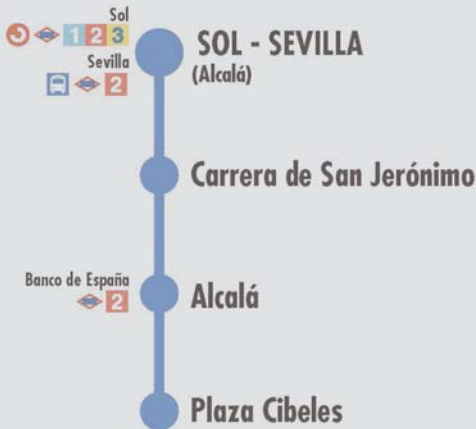 Sol
1 2 3
SOL - SEVILLA
(Alcalá)
Sevilla
2
Carrera de San Jerónimo
Banco de España
2
Alcalá
Plaza Cibeles